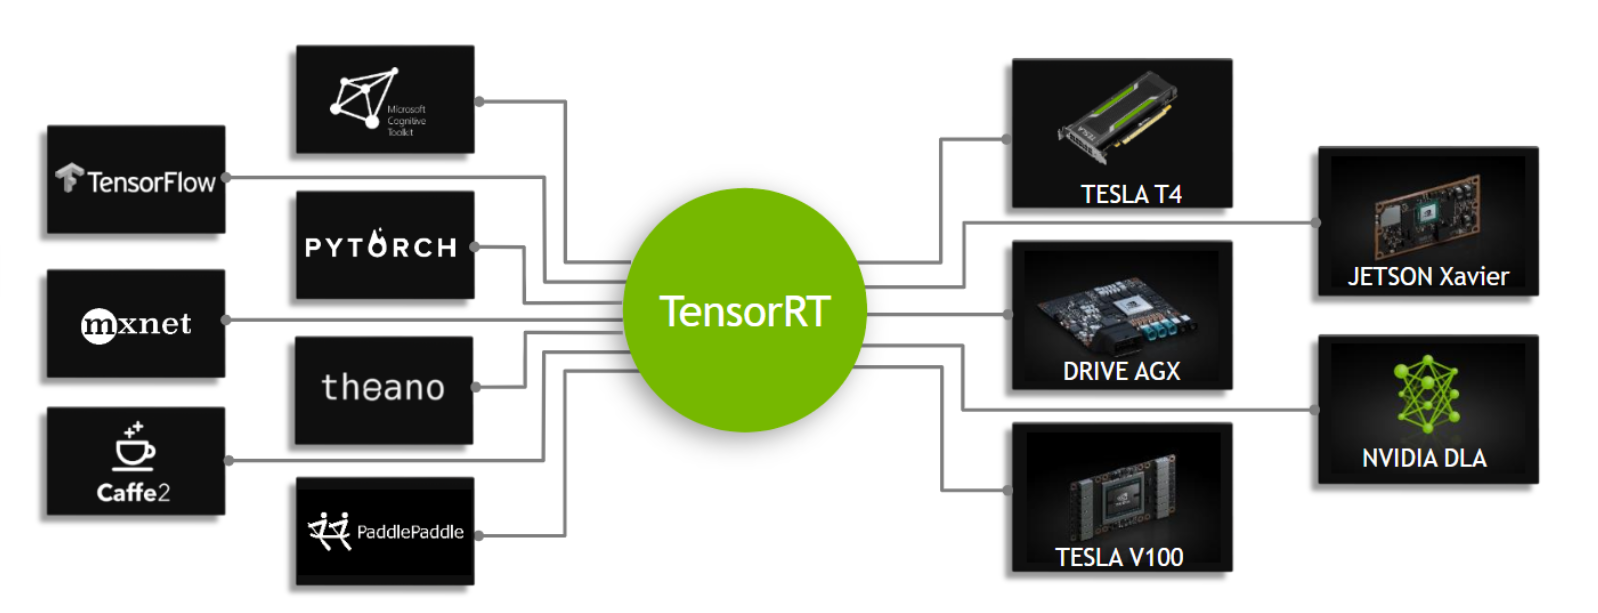 Microsoft
Cognitive
Toolkit
TensorFlow
PYTORCH
mxnet
theano
Caffe2
PaddlePaddle
TensorRT
TESLA
TESLA T4
JETSON Xavier
DRIVE AGX
NVIDIA DLA
TESLA V100